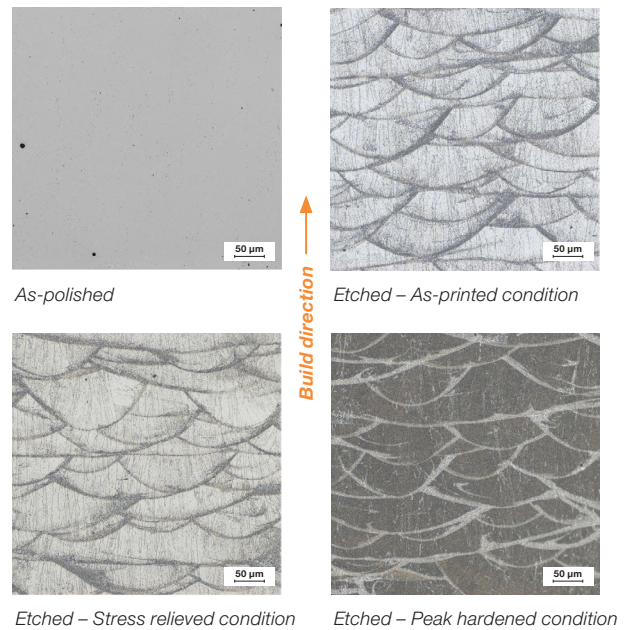 50 µm
50 µm
As-polished
Etched – As-printed condition
Build direction
50 µm
50 µm
Etched – Stress relieved condition
Etched – Peak hardened condition